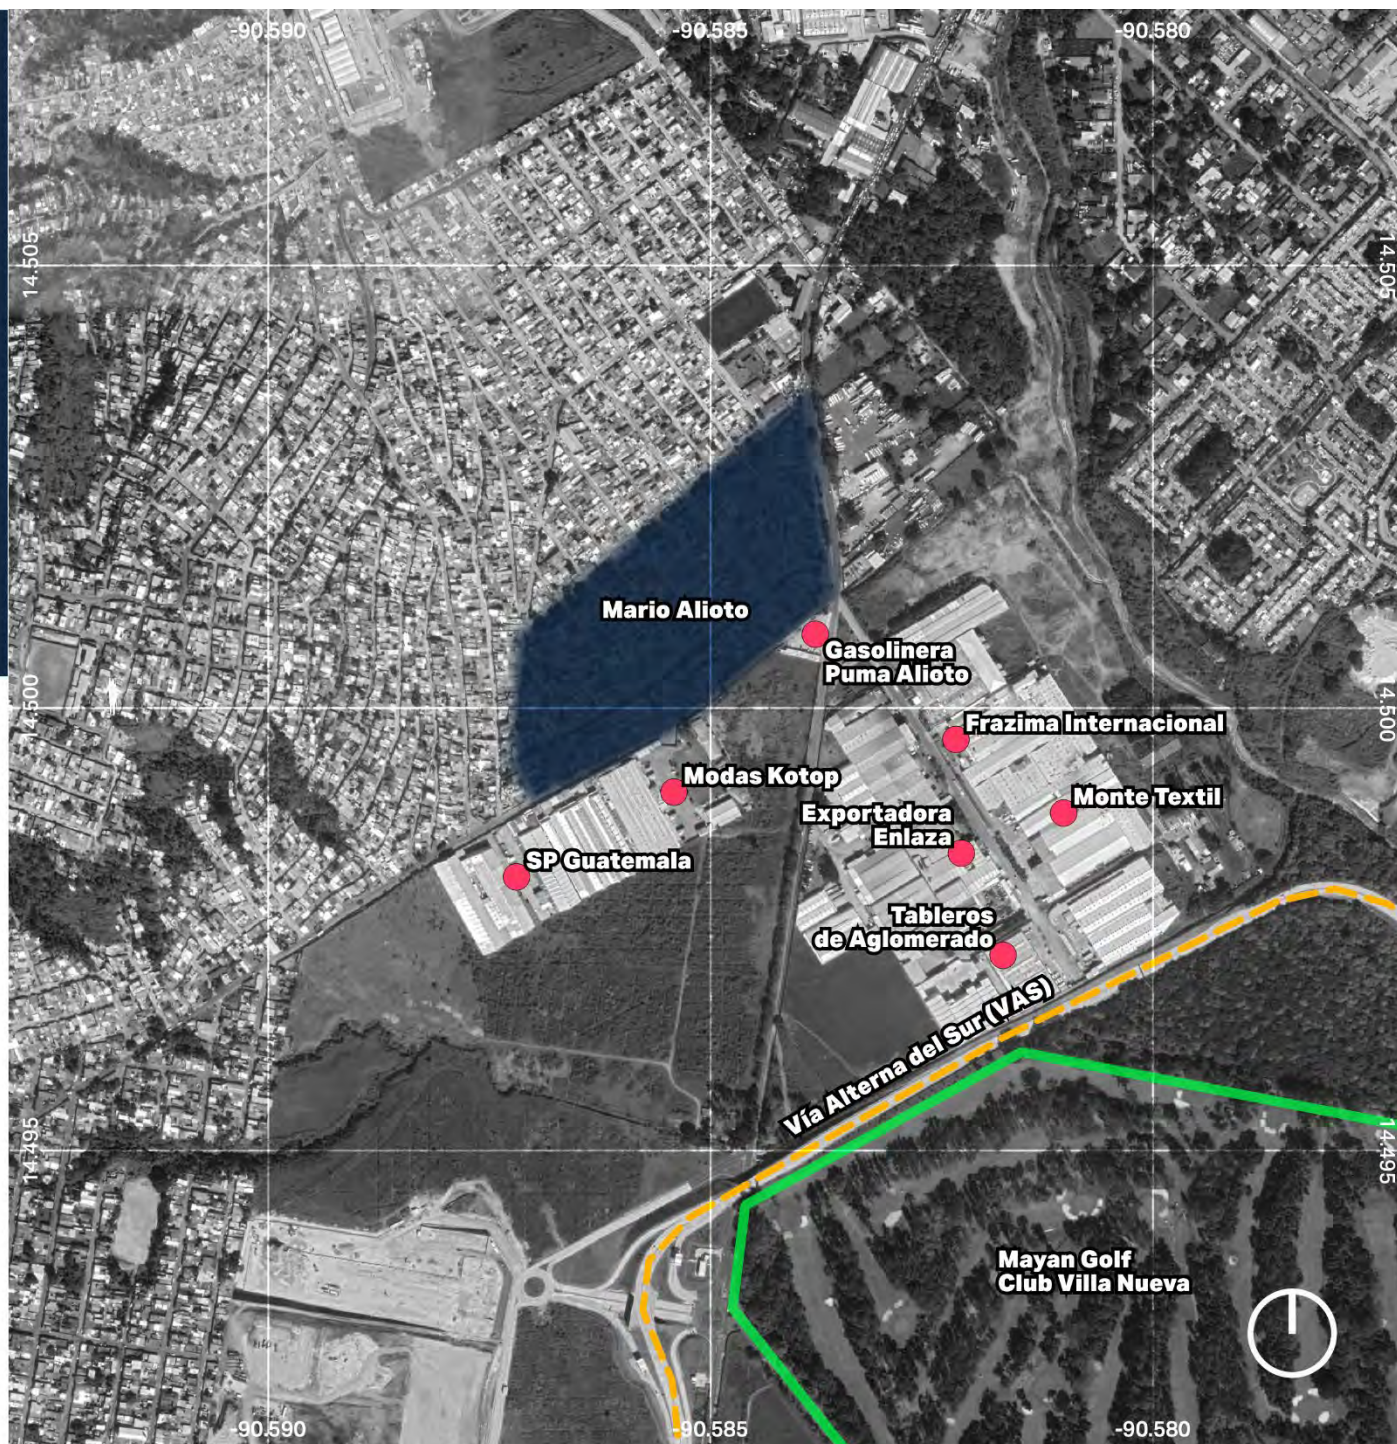 -90.590
-90.585
-90.580
14.505
14.505
Mario Alioto
Gasolinera
Puma Alioto
14.500
4.500
Frazima Internacional
Modas Kotop
Monte Textil
Exportadora
Enlaza
SP Guatemala
Tableros
de Aglomerado
Vía Alterna del Sur (VAS)
14.495
14.495
Mayan Golf
Club Villa Nueva
-90.590
-90.585
-90.580